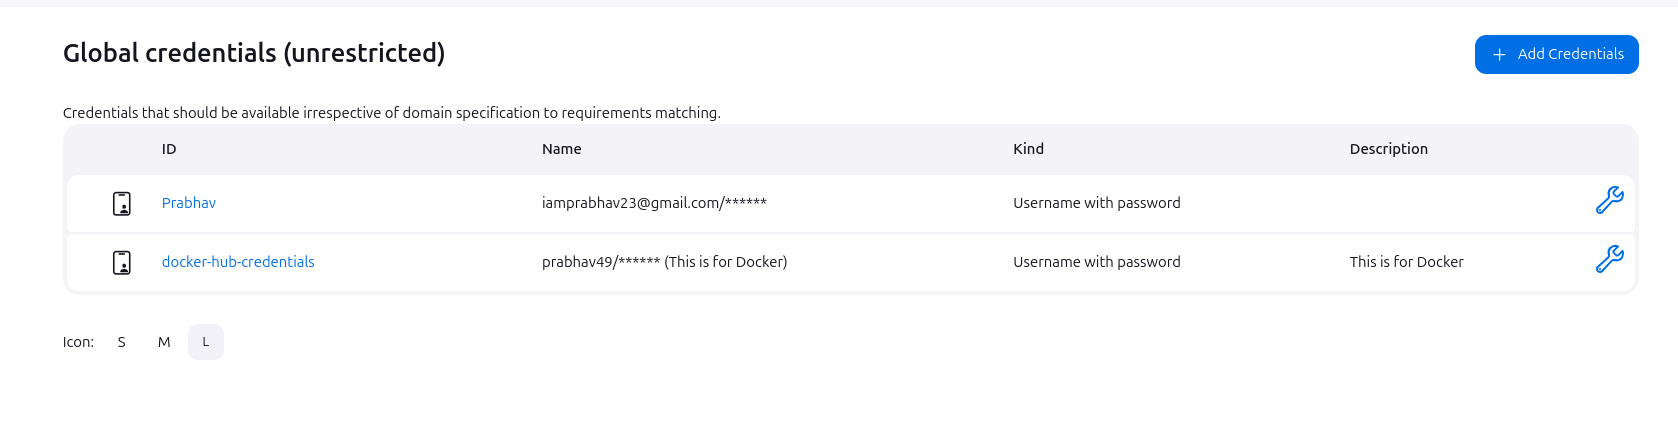 Global credentials (unrestricted)
+ Add Credentials
Credentials that should be available irrespective of domain specification to requirements matching.
ID Name Kind Description
Prabhav iamprabhav23@gmail.com/****** Username with password
docker-hub-credentials prabhav49/****** (This is for Docker) Username with password This is for Docker
Icon: S M L